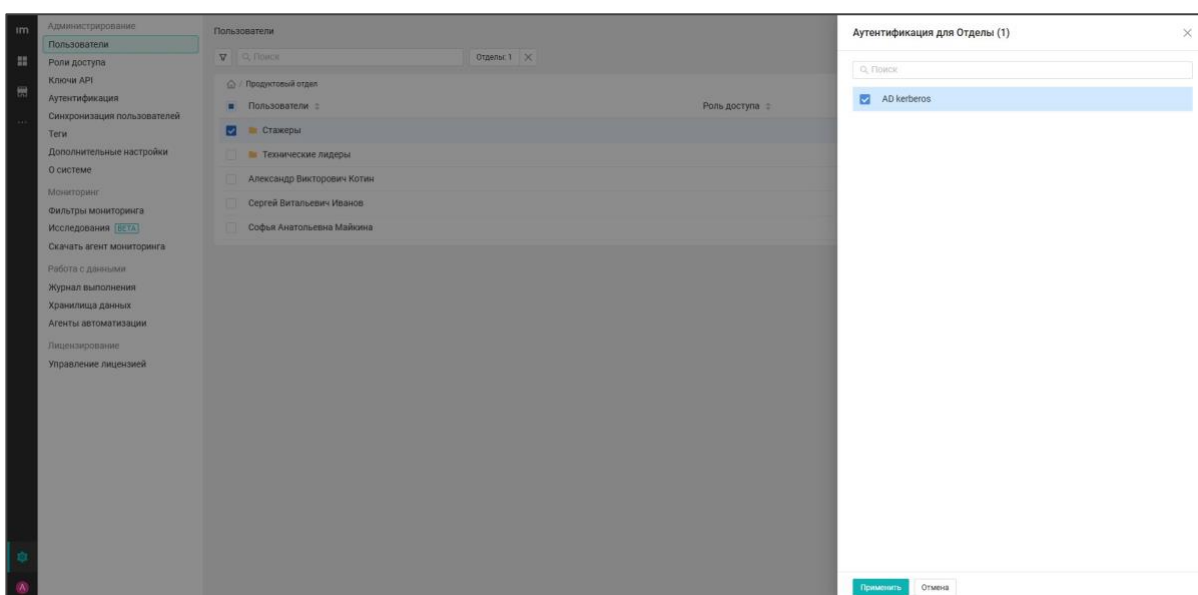 im
Администрирование
Пользователи
Роли доступа
Ключи API
Аутентификация
Синхронизация пользователей
Теги
Дополнительные настройки
О системе
Мониторинг
Фильтры мониторинга
Исследования BETA
Скачать агент мониторинга
Работа с данными
Журнал выполнения
Хранилища данных
Агенты автоматизации
Лицензирование
Управление лицензией
A
Пользователи
Поиск
Отделы: 1
/ Продуктовый отдел
Пользователи
Роль доступа
Стажеры
Технические лидеры
Александр Викторович Котин
Сергей Витальевич Иванов
Софья Анатольевна Майкина
Аутентификация для Отделы (1)
Поиск
AD kerberos
Применить
Отмена